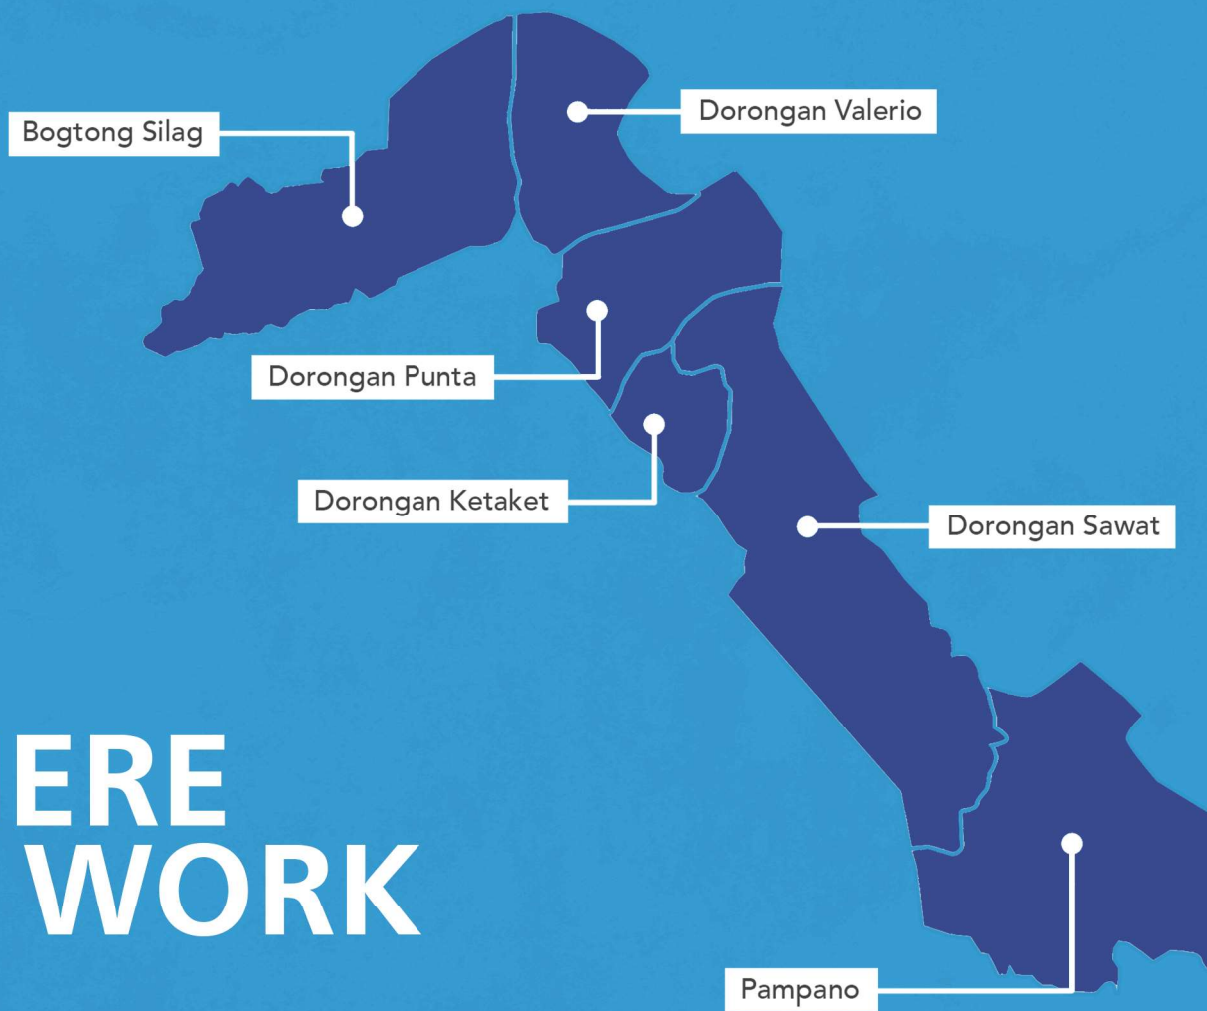 Dorongan Valerio
Bogtong Silag
Dorongan Punta
Dorongan Ketaket
Dorongan Sawat
ERE
WORK
Pampano